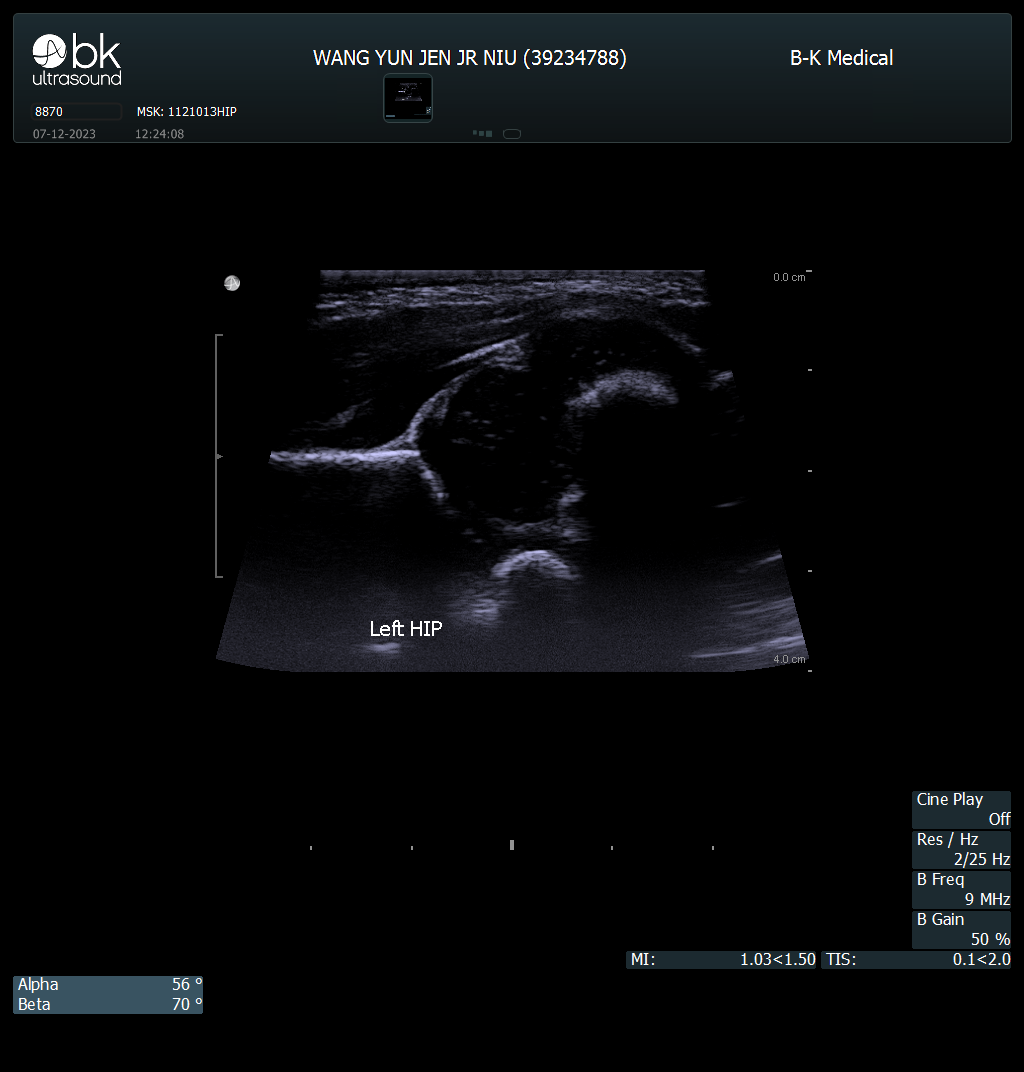 bk
ultrasound
WANG YUN JEN JR NIU (39234788)
B-K Medical
8870
MSK: 1121013HIP
07-12-2023
12:24:08
0.0 cm
Left HIP
4.0 cm
Cine Play
Off
Res / Hz
2/25 Hz
B Freq
9 MHz
B Gain
50 %
MI: 1.03<1.50
TIS: 0.1<2.0
Alpha 56 º
Beta 70 º